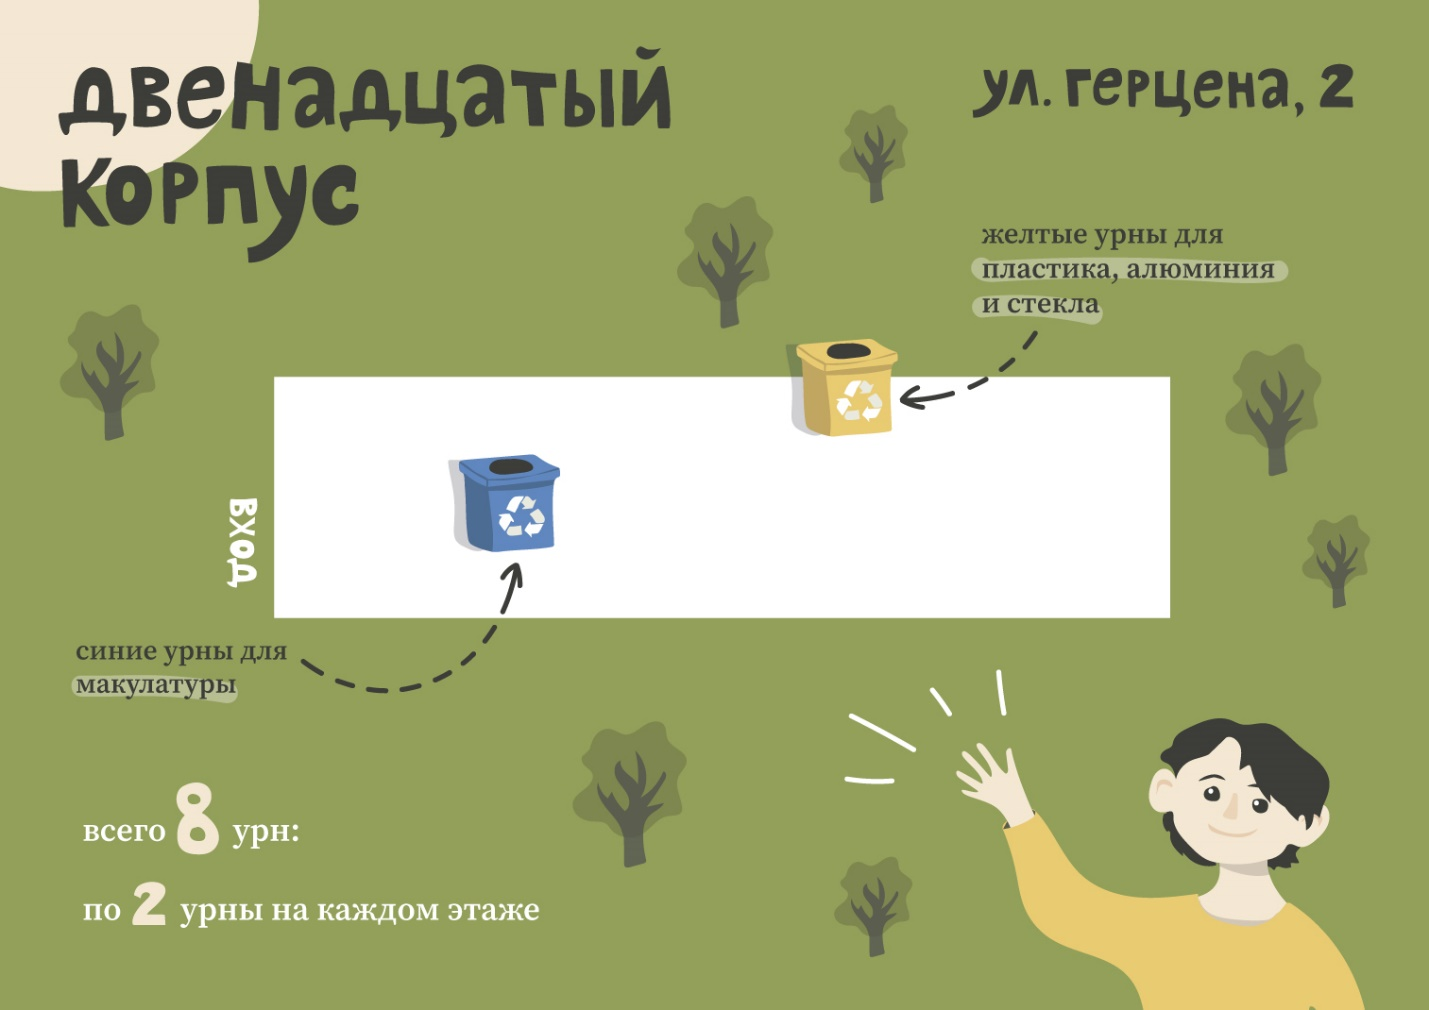 двенадцатый
корпус
ул. герцена, 2
желтые урны для
пластика, алюминия
и стекла
вход
синие урны для
макулатуры
всего 8 урн:
по 2 урны на каждом этаже